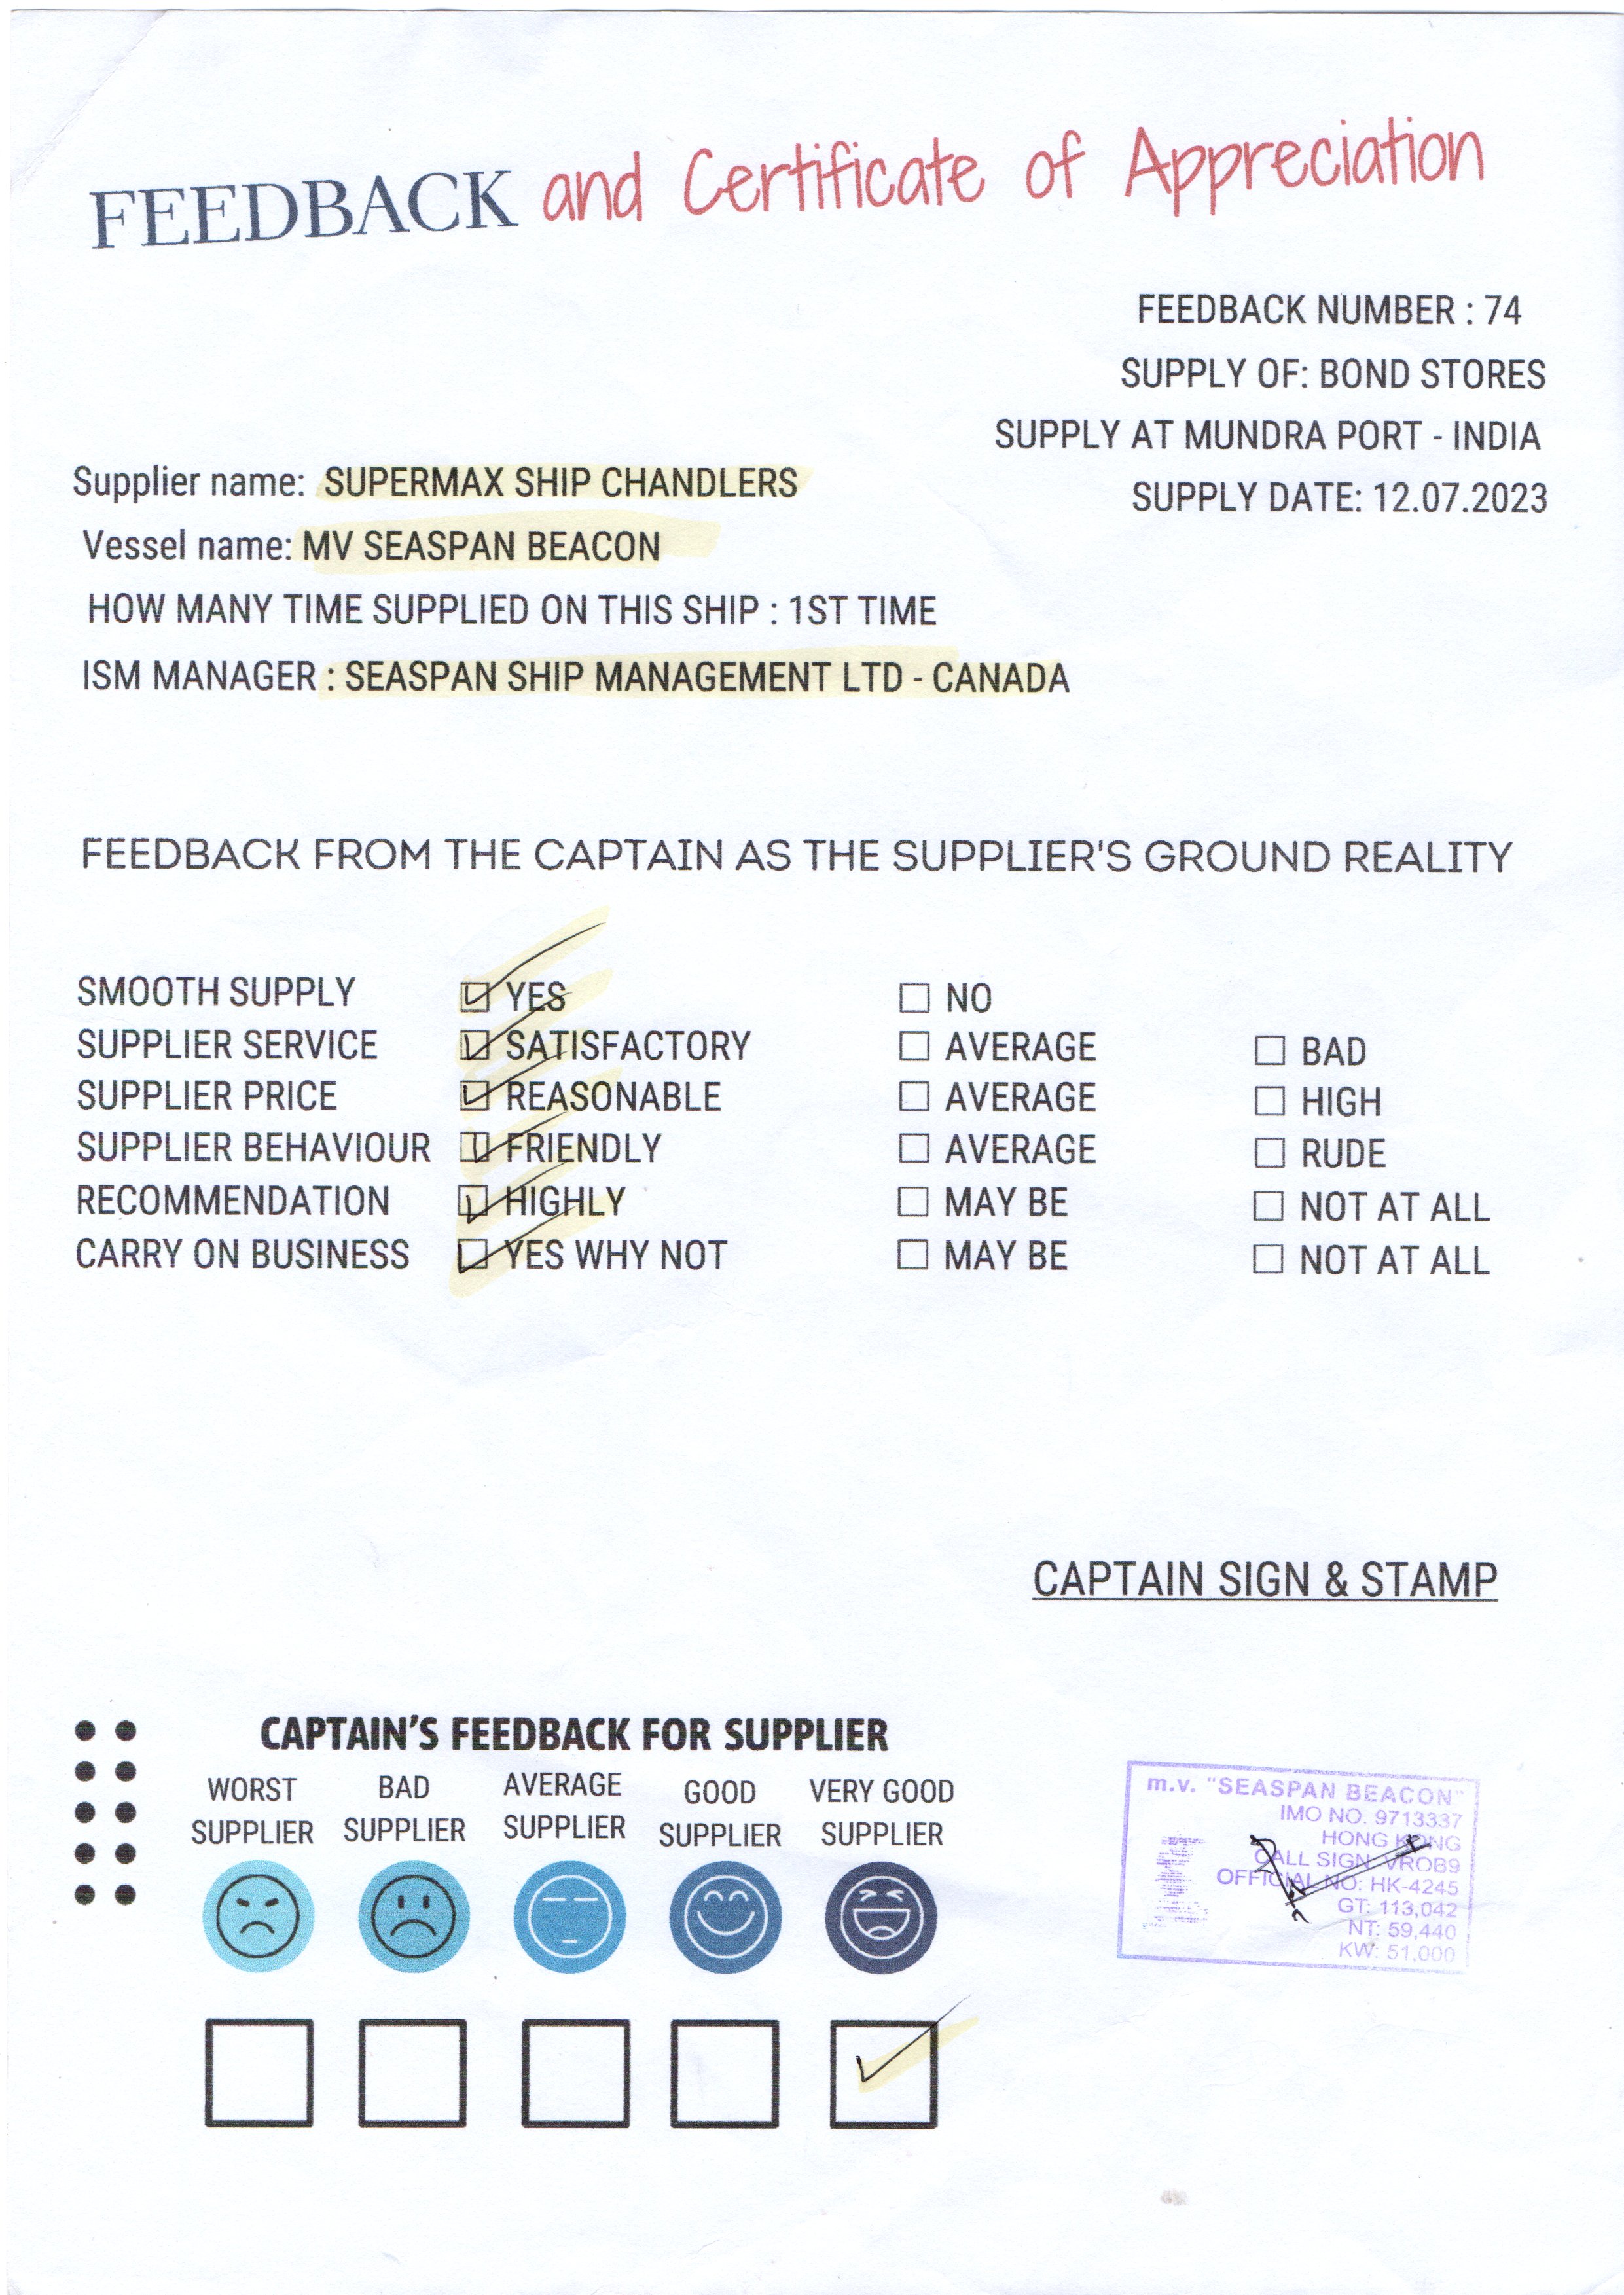 FEEDBACK and Certificate of Appreciation
FEEDBACK NUMBER : 74
SUPPLY OF: BOND STORES
SUPPLY AT MUNDRA PORT - INDIA
SUPPLY DATE: 12.07.2023
Supplier name: SUPERMAX SHIP CHANDLERS
Vessel name: MV SEASPAN BEACON
HOW MANY TIME SUPPLIED ON THIS SHIP : 1ST TIME
ISM MANAGER : SEASPAN SHIP MANAGEMENT LTD - CANADA
FEEDBACK FROM THE CAPTAIN AS THE SUPPLIER'S GROUND REALITY
SMOOTH SUPPLY YES NO
SUPPLIER SERVICE SATISFACTORY AVERAGE BAD
SUPPLIER PRICE REASONABLE AVERAGE HIGH
SUPPLIER BEHAVIOUR FRIENDLY AVERAGE RUDE
RECOMMENDATION HIGHLY MAY BE NOT AT ALL
CARRY ON BUSINESS YES WHY NOT MAY BE NOT AT ALL
CAPTAIN SIGN & STAMP
CAPTAIN'S FEEDBACK FOR SUPPLIER
WORST SUPPLIER
BAD SUPPLIER
AVERAGE SUPPLIER
GOOD SUPPLIER
VERY GOOD SUPPLIER
m.v. "SEASPAN BEACON"
IMO NO. 9713337
HONG KONG
CALL SIGN: VROB9
OFFICIAL NO: HK-4245
GT: 113,042
NT: 59,440
KW: 51,000